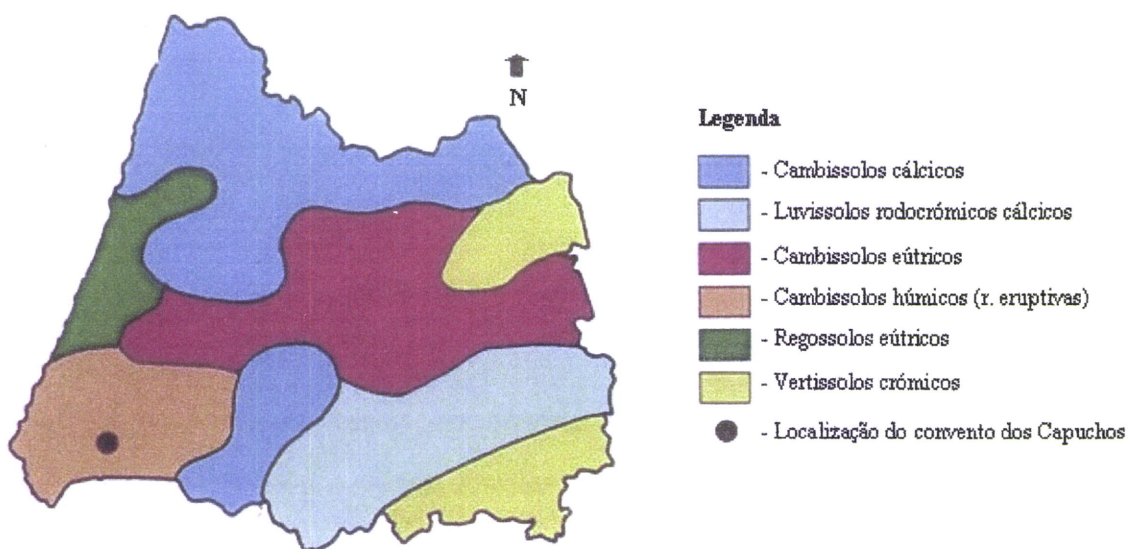 N
Legenda
- Cambissolos cálcicos
- Luvissolos rodocrómicos cálcicos
- Cambissolos eútricos
- Cambissolos húmicos (r. eruptivas)
- Regossolos eútricos
- Vertissolos crómicos
- Localização do convento dos Capuchos